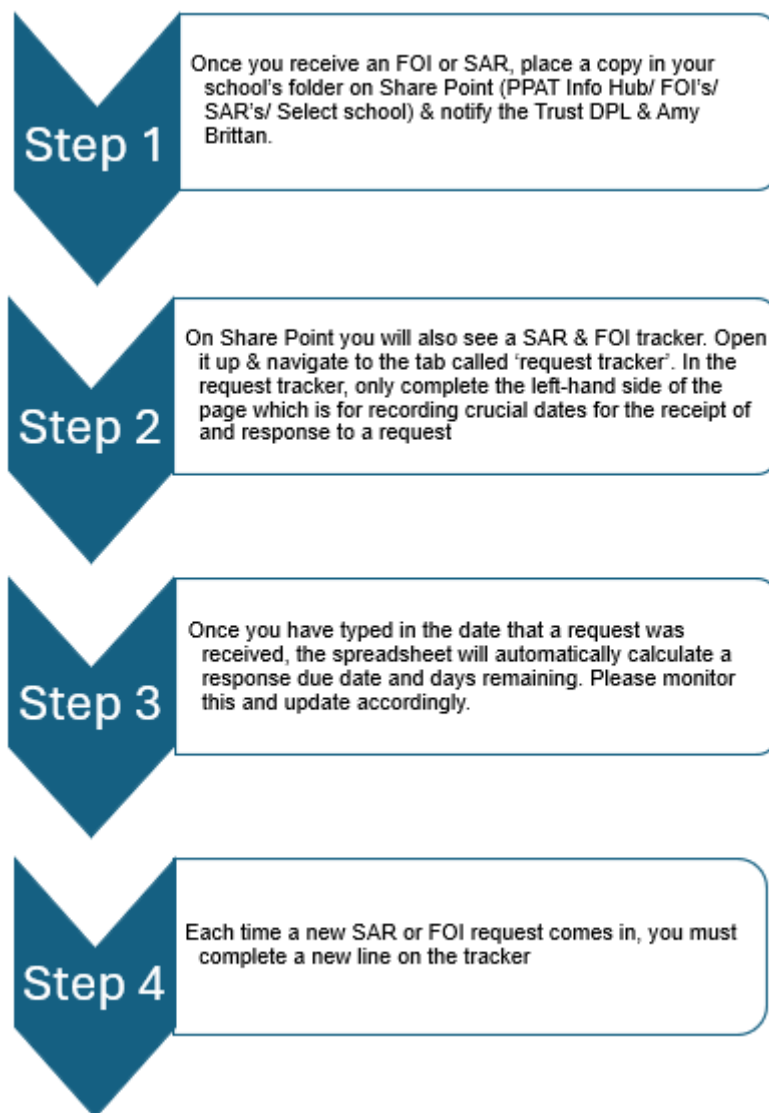 Step 1
Once you receive an FOI or SAR, place a copy in your
school's folder on Share Point (PPAT Info Hub/ FOI's/
SAR's/ Select school) & notify the Trust DPL & Amy
Brittan.
Step 2
On Share Point you will also see a SAR & FOI tracker. Open
it up & navigate to the tab called ‘request tracker’. In the
request tracker, only complete the left-hand side of the
page which is for recording crucial dates for the receipt of
and response to a request
Step 3
Once you have typed in the date that a request was
received, the spreadsheet will automatically calculate a
response due date and days remaining. Please monitor
this and update accordingly.
Step 4
Each time a new SAR or FOI request comes in, you must
complete a new line on the tracker